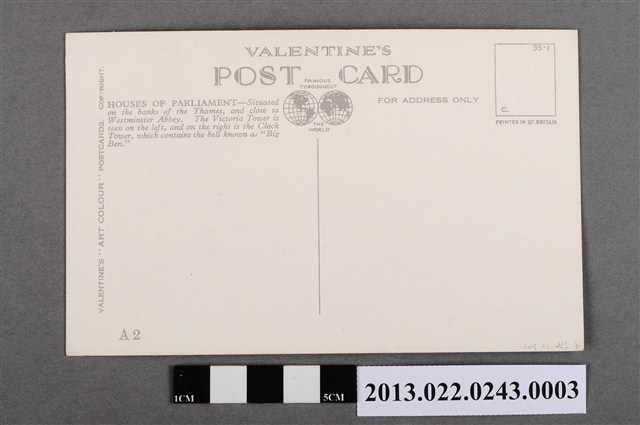 VALENTINE'S
POST CARD
FAMOUS
THROUGHOUT
THE
WORLD
FOR ADDRESS ONLY
35-1
C.
PRINTED IN GT. BRITAIN
HOUSES OF PARLIAMENT—Situated
on the banks of the Thames, and close to
Westminster Abbey. The Victoria Tower is
seen on the left, and on the right is the Clock
Tower, which contains the bell known as "Big
Ben."
VALENTINE'S "ART COLOUR" POSTCARDS. COPYRIGHT.
A 2
1CM
5CM
2013.022.0243.0003